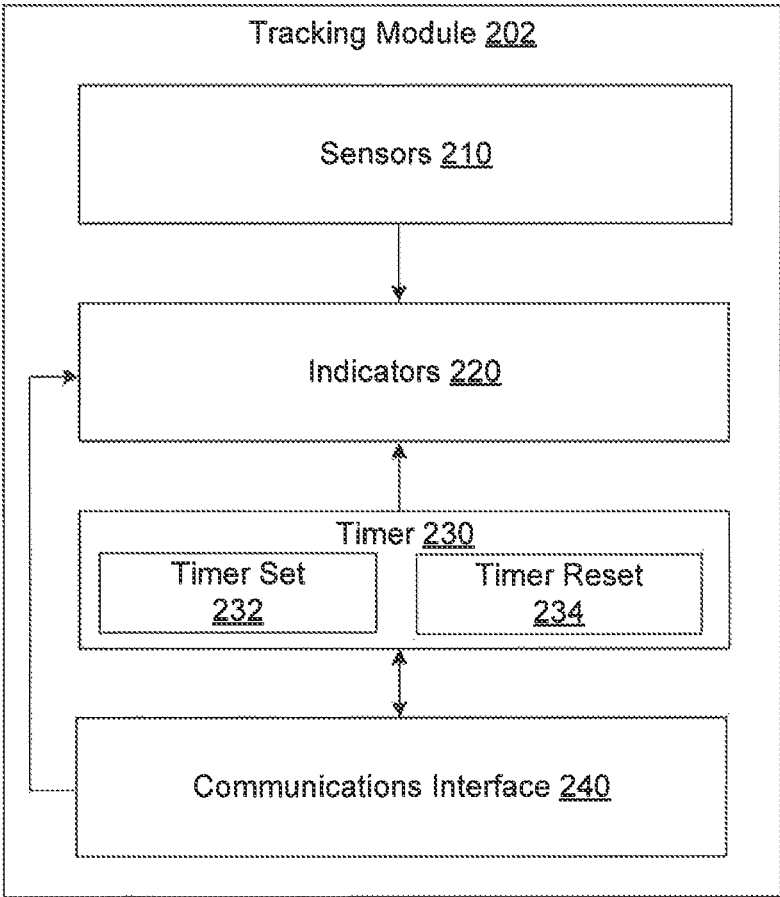 Tracking Module 202
Sensors 210
Indicators 220
Timer 230
Timer Set
232
Timer Reset
234
Communications Interface 240